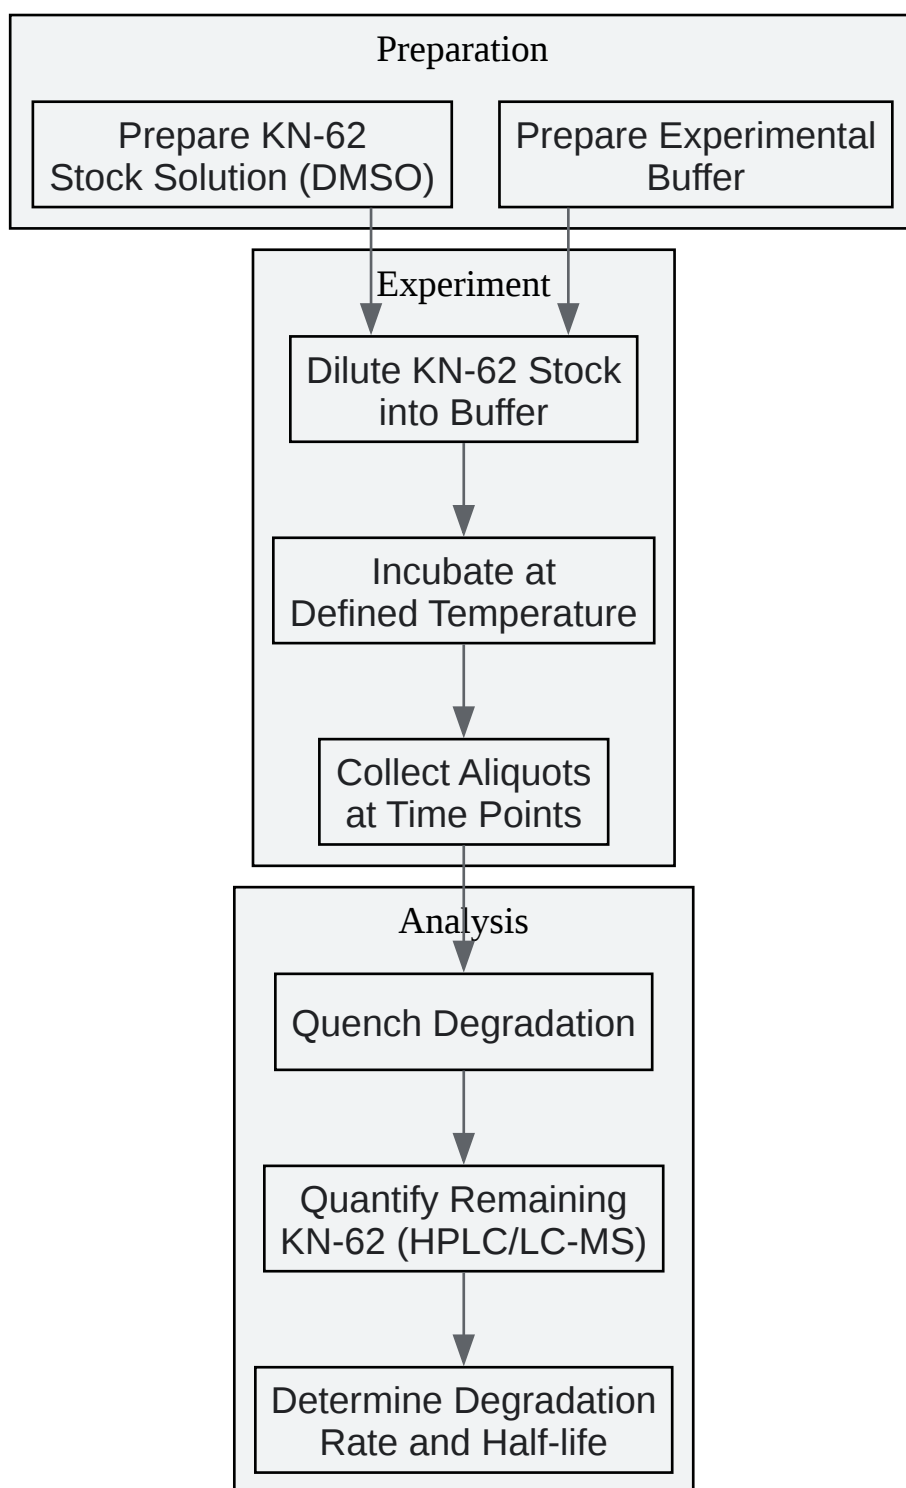 Preparation
Prepare KN-62
Stock Solution (DMSO)
Prepare Experimental
Buffer
Experiment
Dilute KN-62 Stock
into Buffer
Incubate at
Defined Temperature
Collect Aliquots
at Time Points
Analysis
Quench Degradation
Quantify Remaining
KN-62 (HPLC/LC-MS)
Determine Degradation
Rate and Half-life